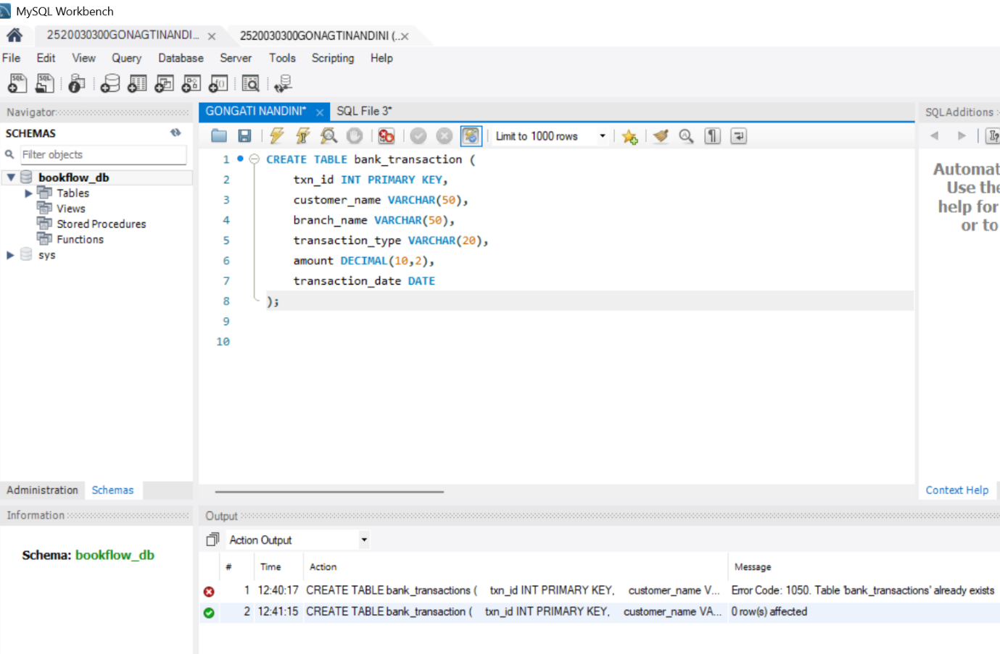 MySQL Workbench
2520030300GONAGTINANDI...
2520030300GONAGTINANDINI (..
File Edit View Query Database Server Tools Scripting Help
Navigator
SCHEMAS
Filter objects
bookflow_db
Tables
Views
Stored Procedures
Functions
sys
Administration Schemas
Information
Schema: bookflow_db
GONGATI NANDINI* SQL File 3*
Limit to 1000 rows
1 CREATE TABLE bank_transaction (
2 txn_id INT PRIMARY KEY,
3 customer_name VARCHAR(50),
4 branch_name VARCHAR(50),
5 transaction_type VARCHAR(20),
6 amount DECIMAL(10,2),
7 transaction_date DATE
8 );
9
10
SQLAdditions
Automat
Use the
help for
or to
Context Help
Output
Action Output
# Time Action Message
1 12:40:17 CREATE TABLE bank_transactions ( txn_id INT PRIMARY KEY, customer_name V... Error Code: 1050. Table 'bank_transactions' already exists
2 12:41:15 CREATE TABLE bank_transaction ( txn_id INT PRIMARY KEY, customer_name VA... 0 row(s) affected